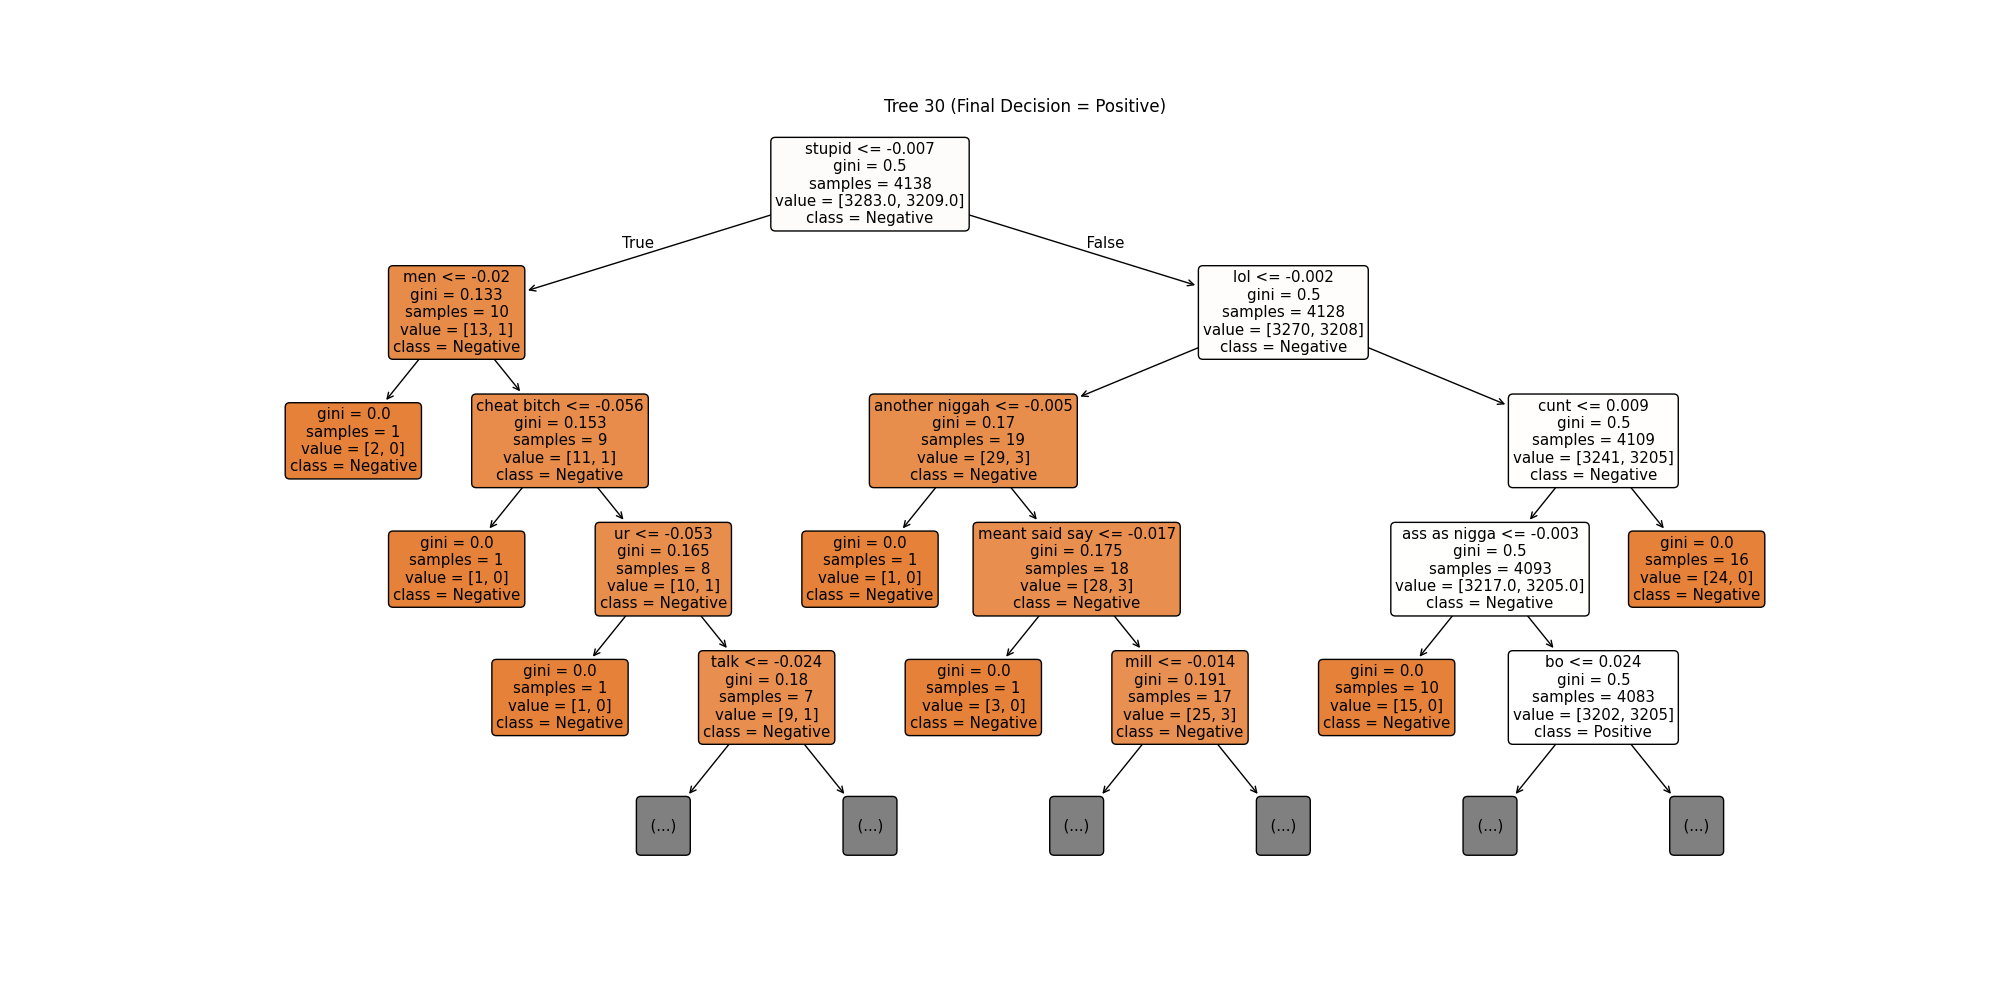 Tree 30 (Final Decision = Positive)
stupid <= -0.007
gini = 0.5
samples = 4138
value = [3283.0, 3209.0]
class = Negative
True
False
men <= -0.02
gini = 0.133
samples = 10
value = [13, 1]
class = Negative
lol <= -0.002
gini = 0.5
samples = 4128
value = [3270, 3208]
class = Negative
gini = 0.0
samples = 1
value = [2, 0]
class = Negative
cheat bitch <= -0.056
gini = 0.153
samples = 9
value = [11, 1]
class = Negative
another niggah <= -0.005
gini = 0.17
samples = 19
value = [29, 3]
class = Negative
cunt <= 0.009
gini = 0.5
samples = 4109
value = [3241, 3205]
class = Negative
gini = 0.0
samples = 1
value = [1, 0]
class = Negative
ur <= -0.053
gini = 0.165
samples = 8
value = [10, 1]
class = Negative
gini = 0.0
samples = 1
value = [1, 0]
class = Negative
meant said say <= -0.017
gini = 0.175
samples = 18
value = [28, 3]
class = Negative
ass as nigga <= -0.003
gini = 0.5
samples = 4093
value = [3217.0, 3205.0]
class = Negative
gini = 0.0
samples = 16
value = [24, 0]
class = Negative
gini = 0.0
samples = 1
value = [1, 0]
class = Negative
talk <= -0.024
gini = 0.18
samples = 7
value = [9, 1]
class = Negative
gini = 0.0
samples = 1
value = [3, 0]
class = Negative
mill <= -0.014
gini = 0.191
samples = 17
value = [25, 3]
class = Negative
gini = 0.0
samples = 10
value = [15, 0]
class = Negative
bo <= 0.024
gini = 0.5
samples = 4083
value = [3202, 3205]
class = Positive
(...)
(...)
(...)
(...)
(...)
(...)